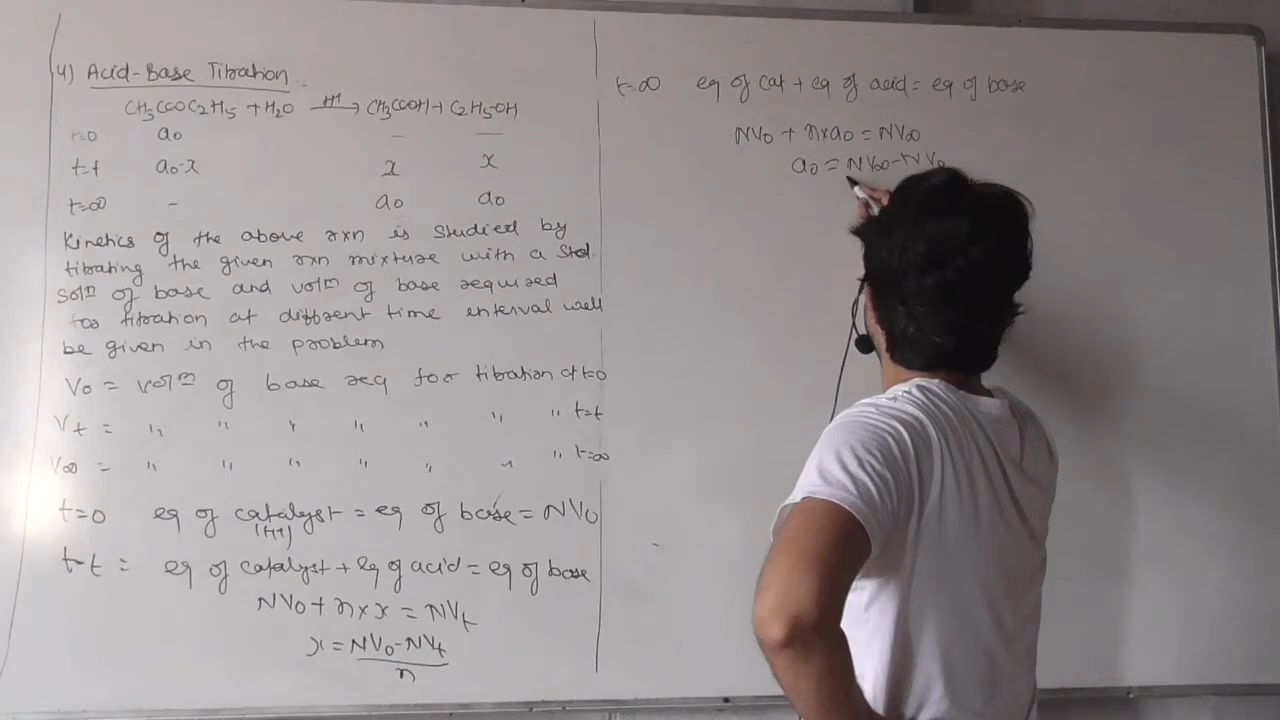 4) Acid-Base Titration
CH3COOC2H5 + H2O H+ → CH3COOH + C2H5OH
t=0 a0 — —
t=t a0-x x x
t=∞ - a0 a0
Kinetics of the above rxn is studied by
titrating the given rxn mixture with a std.
solⁿ of base and volᵐ of base required
for titration at different time interval will
be given in the problem
V0 = volᵐ of base req for titration at t=0
Vt = ,, ,, ,, ,, ,, ,, ,, t=t
V∞ = ,, ,, ,, ,, ,, ,, ,, t=∞
t=0 eq of catalyst = eq of base = NV0
(H+)
t=t = eq of catalyst + eq of acid = eq of base
NV0 + n×x = NVt
x = NV0-NVt
n
t=∞ eq of cat + eq of acid = eq of base
NV0 + n×a0 = NV∞
a0 = NV∞-NV0